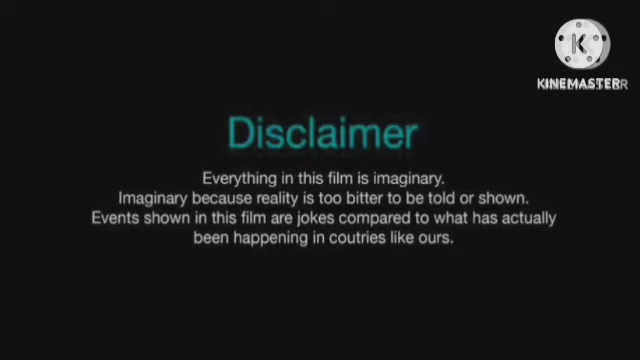 KINEMASTER
Disclaimer
Everything in this film is imaginary.
Imaginary because reality is too bitter to be told or shown.
Events shown in this film are jokes compared to what has actually
been happening in coutries like ours.